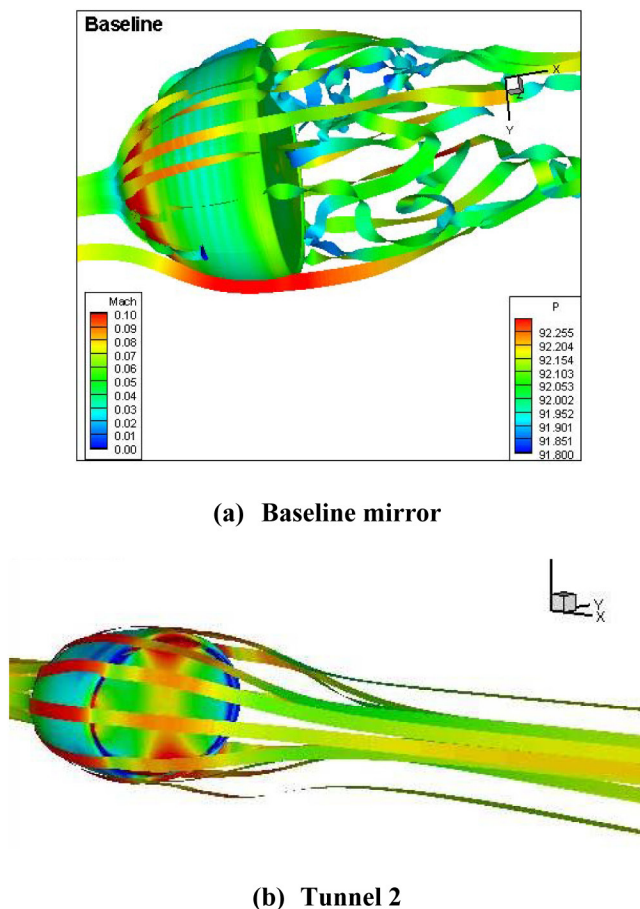 Baseline
X
Z
Y
Mach
0.10
0.09
0.08
0.07
0.06
0.05
0.04
0.03
0.02
0.01
0.00
P
92.255
92.204
92.154
92.103
92.053
92.002
91.952
91.901
91.851
91.800
(a) Baseline mirror
Y
X
(b) Tunnel 2